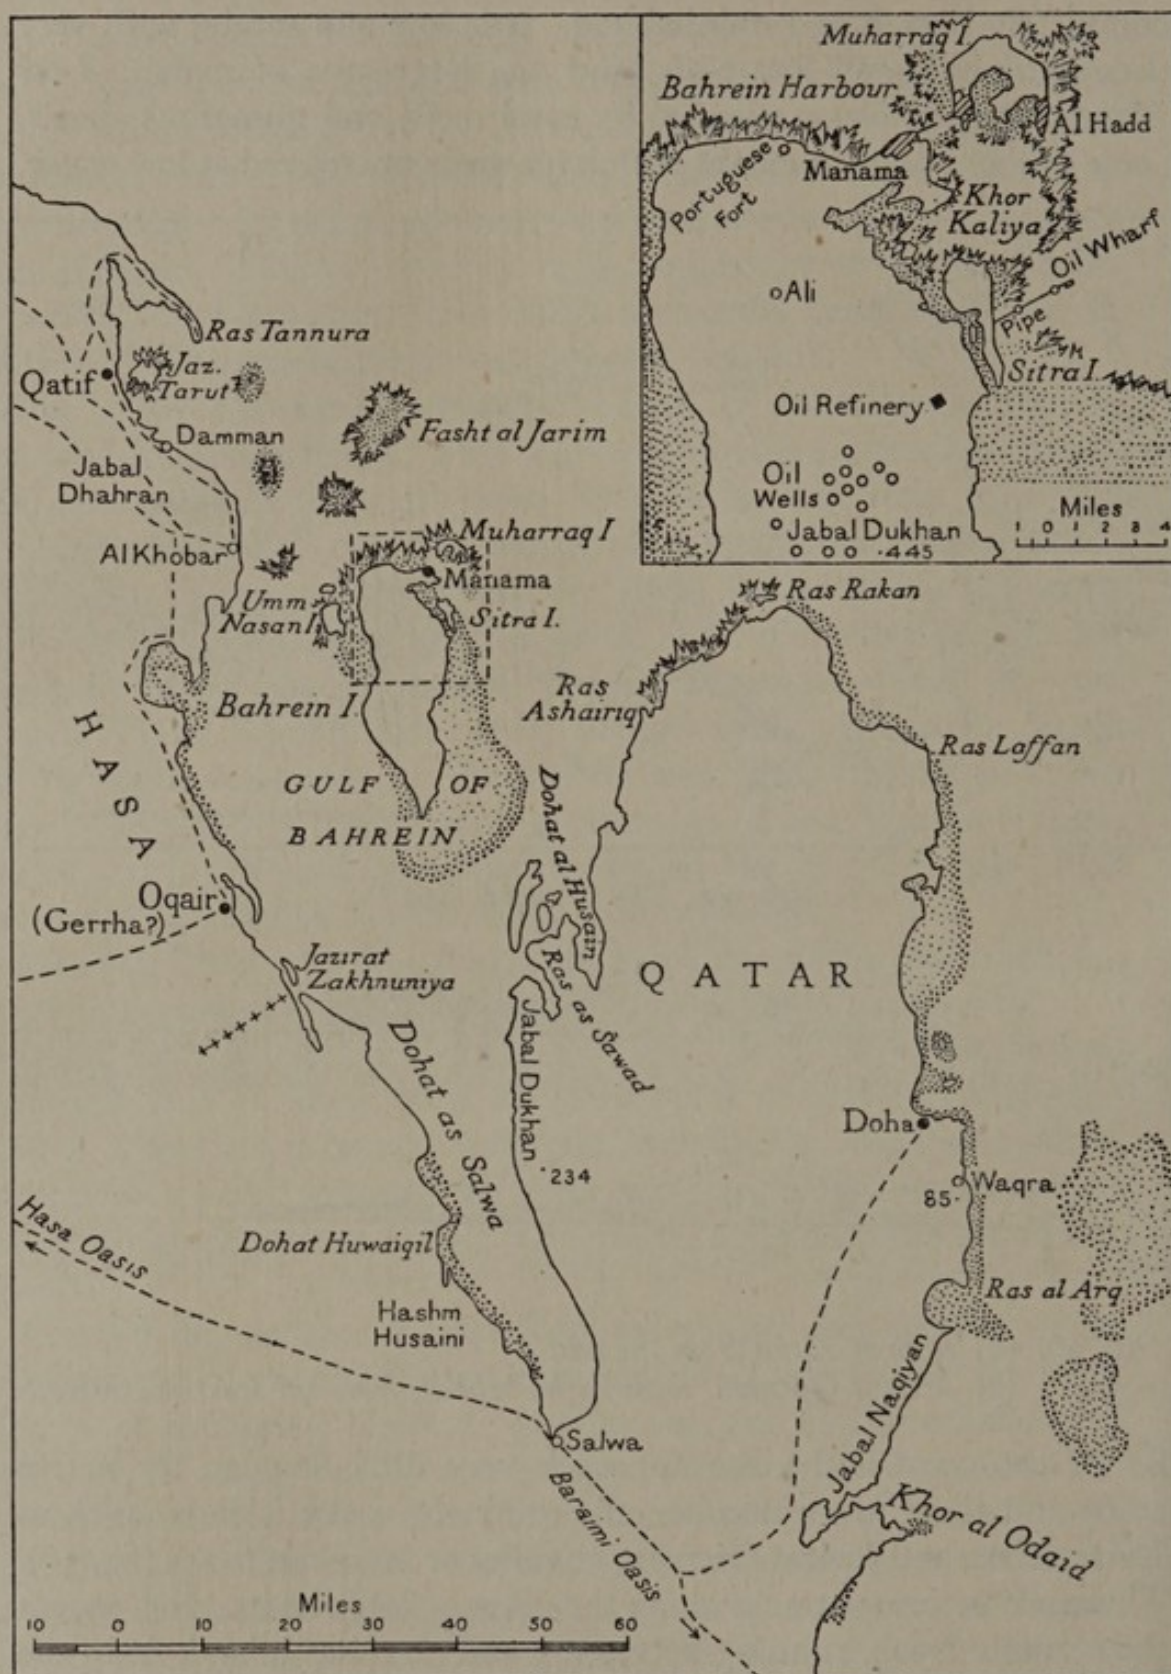 Muharraq I.
Bahrein Harbour
Al Hadd
Portuguese
Fort
Manama
Khor
Kaliya
Oil Wharf
Pipe
Ali
Sitra I.
Oil Refinery
Oil
Wells
Jabal Dukhan
·445
Miles
1 0 1 2 3 4
Ras Tannura
Jaz.
Tarut
Qatif
Damman
Fasht al Jarim
Jabal
Dhahran
Al Khobar
Muharraq I
Manama
Umm
Nasan I.
Sitra I.
Ras Rakan
Bahrein I.
Ras
Ashairiq
Ras Laffan
HASA
GULF OF
BAHREIN
Dohat al Husain
Oqair
(Gerrha?)
Jazirat
Zakhnuniya
Ras as Sawad
QATAR
Dohat as Salwa
Jabal Dukhan
·234
Doha
Waqra
85·
Hasa Oasis
Dohat Huwaiqil
Ras al Arq
Hashm
Husaini
Jabal Naqiyan
Salwa
Baraimi Oasis
Khor al Odaid
Miles
10 0 10 20 30 40 50 60